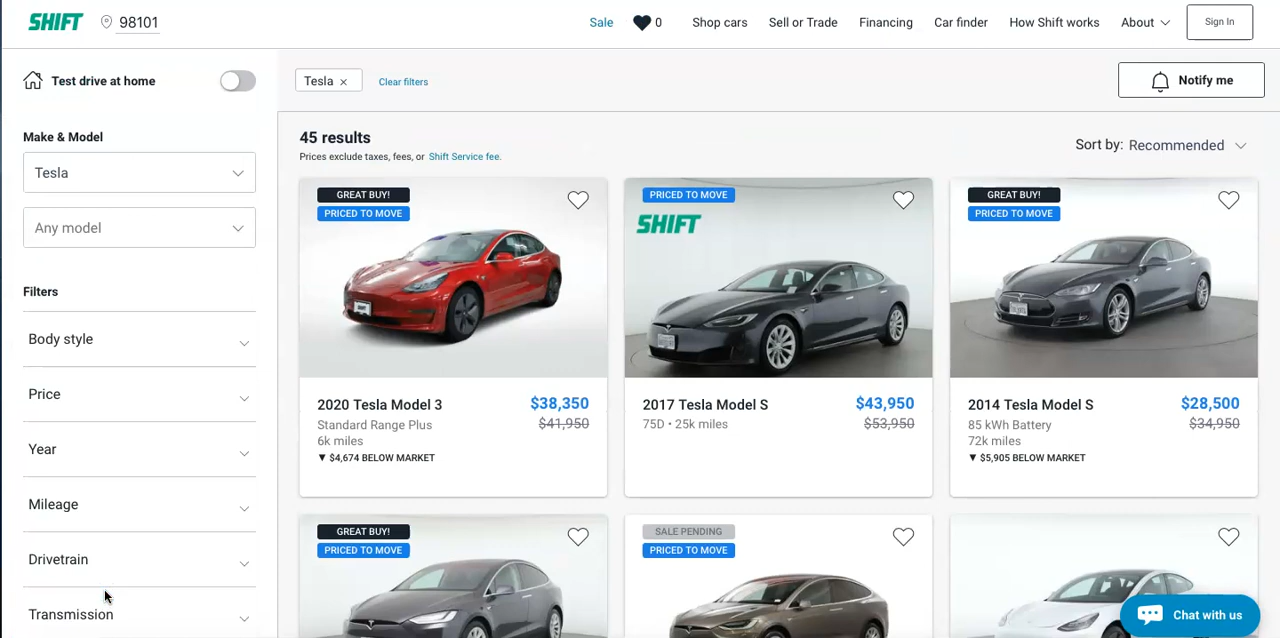 SHIFT 98101 Sale 0 Shop cars Sell or Trade Financing Car finder How Shift works About Sign In
Test drive at home
Make & Model
Tesla
Any model
Filters
Body style
Price
Year
Mileage
Drivetrain
Transmission
Tesla × Clear filters
Notify me
45 results
Prices exclude taxes, fees, or Shift Service fee.
Sort by: Recommended
GREAT BUY!
PRICED TO MOVE
SHIFT
2020 Tesla Model 3 $38,350
Standard Range Plus $41,950
6k miles
▼ $4,674 BELOW MARKET
PRICED TO MOVE
SHIFT
2017 Tesla Model S $43,950
75D • 25k miles $53,950
GREAT BUY!
PRICED TO MOVE
2014 Tesla Model S $28,500
85 kWh Battery $34,950
72k miles
▼ $5,905 BELOW MARKET
GREAT BUY!
PRICED TO MOVE
SALE PENDING
PRICED TO MOVE
Chat with us